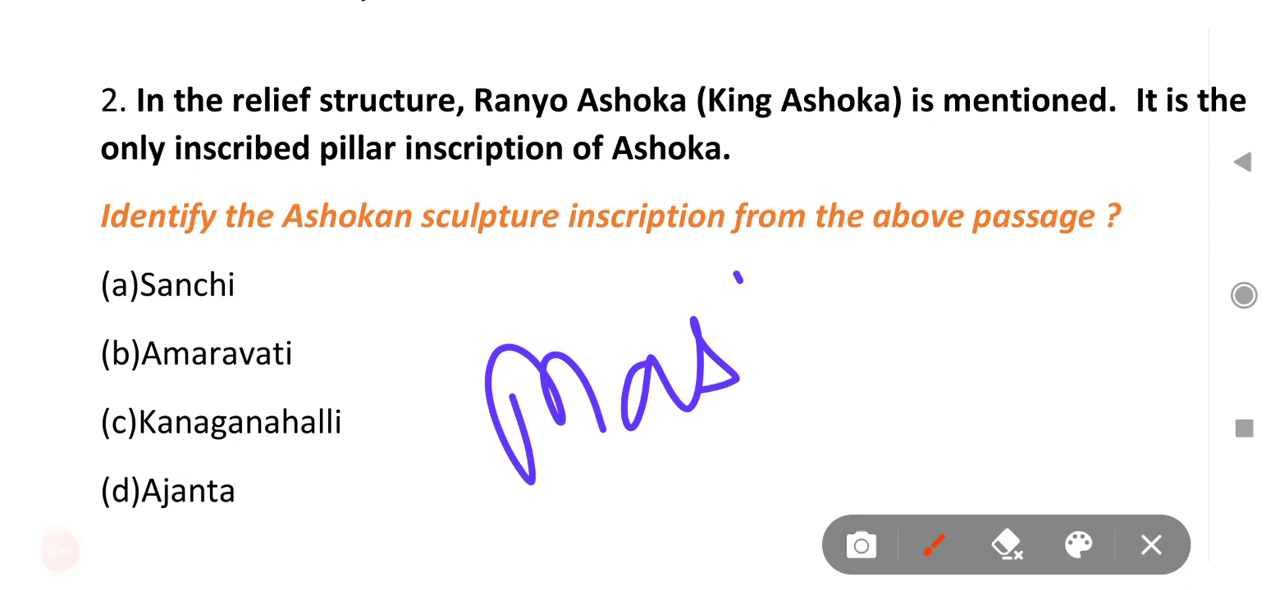 2. In the relief structure, Ranyo Ashoka (King Ashoka) is mentioned. It is the
only inscribed pillar inscription of Ashoka.
Identify the Ashokan sculpture inscription from the above passage ?
(a)Sanchi
(b)Amaravati
(c)Kanaganahalli
(d)Ajanta
Mas